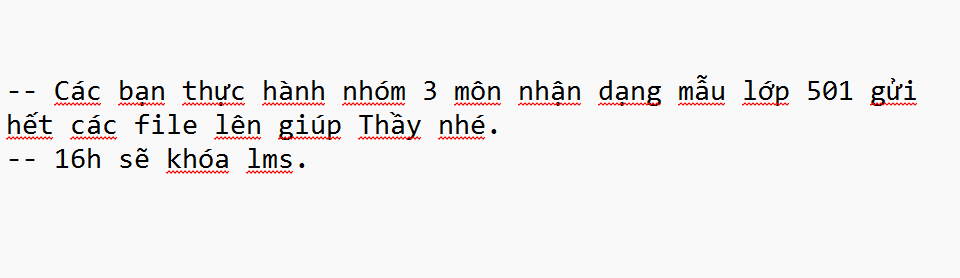 -- Các bạn thực hành nhóm 3 môn nhận dạng mẫu lớp 501 gửi
hết các file lên giúp Thầy nhé.
-- 16h sẽ khóa lms.